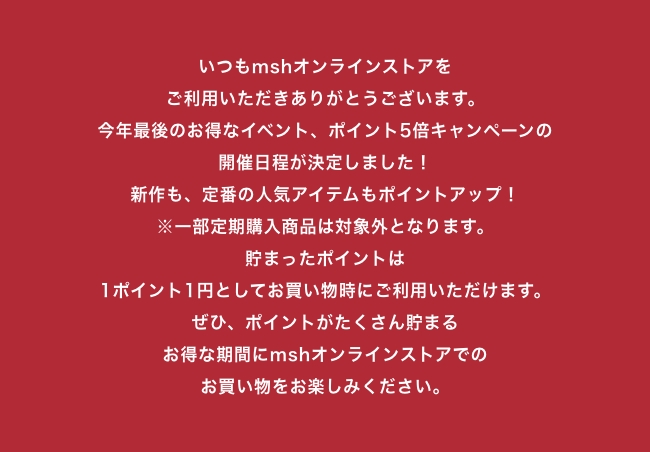 いつもmshオンラインストアを
ご利用いただきありがとうございます。
今年最後のお得なイベント、ポイント5倍キャンペーンの
開催日程が決定しました！
新作も、定番の人気アイテムもポイントアップ！
※一部定期購入商品は対象外となります。
貯まったポイントは
1ポイント1円としてお買い物時にご利用いただけます。
ぜひ、ポイントがたくさん貯まる
お得な期間にmshオンラインストアでの
お買い物をお楽しみください。